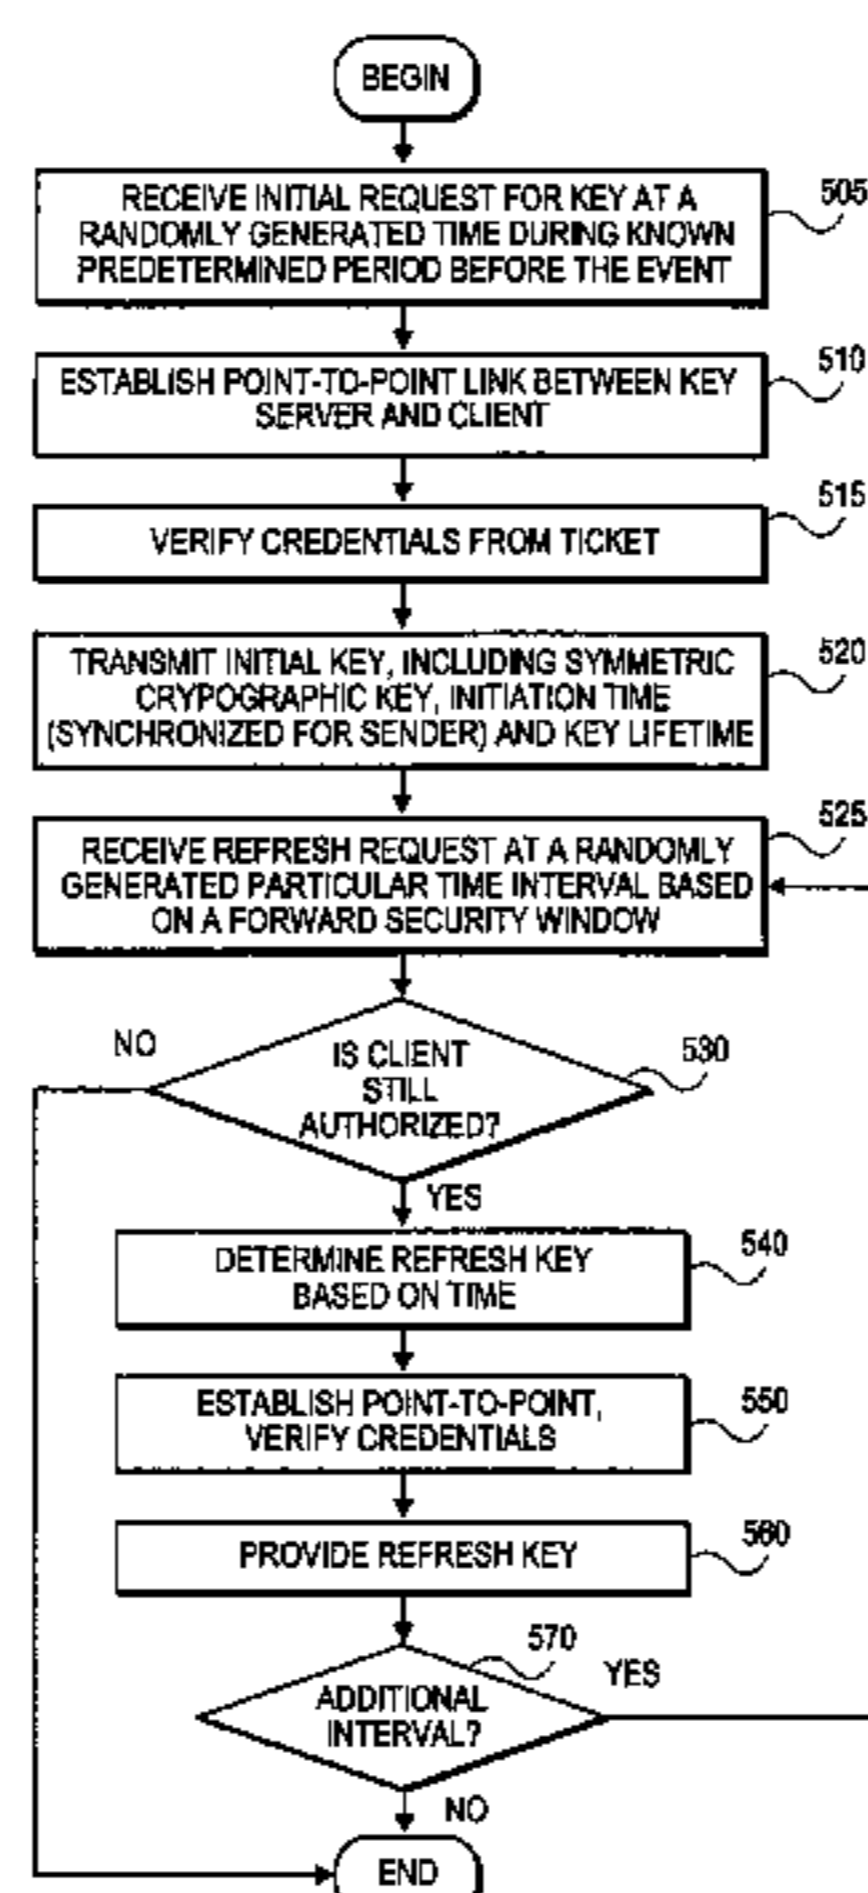 BEGIN
RECEIVE INITIAL REQUEST FOR KEY AT A
RANDOMLY GENERATED TIME DURING KNOWN
PREDETERMINED PERIOD BEFORE THE EVENT
505
ESTABLISH POINT-TO-POINT LINK BETWEEN KEY
SERVER AND CLIENT
510
VERIFY CREDENTIALS FROM TICKET
515
TRANSMIT INITIAL KEY, INCLUDING SYMMETRIC
CRYPOGRAPHIC KEY, INITIATION TIME
(SYNCHRONIZED FOR SENDER) AND KEY LIFETIME
520
RECEIVE REFRESH REQUEST AT A RANDOMLY
GENERATED PARTICULAR TIME INTERVAL BASED
ON A FORWARD SECURITY WINDOW
525
NO
IS CLIENT
STILL
AUTHORIZED?
530
YES
DETERMINE REFRESH KEY
BASED ON TIME
540
ESTABLISH POINT-TO-POINT,
VERIFY CREDENTIALS
550
PROVIDE REFRESH KEY
560
570
YES
ADDITIONAL
INTERVAL?
NO
END